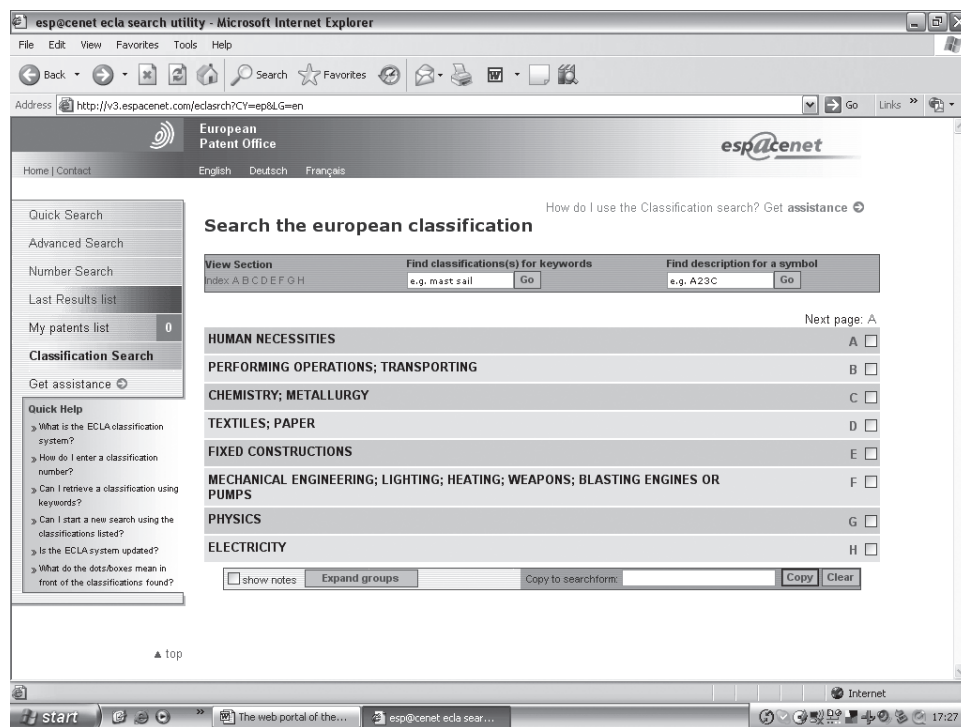 esp@cenet ecla search utility - Microsoft Internet Explorer
File Edit View Favorites Tools Help
Back Search Favorites
Address http://v3.espacenet.com/eclasrch?CY=ep&LG=en Go Links »
European
Patent Office
esp@cenet
Home | Contact English Deutsch Français
Quick Search
Advanced Search
Number Search
Last Results list
My patents list 0
Classification Search
Get assistance
Quick Help
» What is the ECLA classification
system?
» How do I enter a classification
number?
» Can I retrieve a classification using
keywords?
» Can I start a new search using the
classifications listed?
» Is the ECLA system updated?
» What do the dots/boxes mean in
front of the classifications found?
▲ top
How do I use the Classification search? Get assistance
Search the european classification
View Section Find classifications(s) for keywords Find description for a symbol
Index A B C D E F G H e.g. mast sail Go e.g. A23C Go
Next page: A
HUMAN NECESSITIES A
PERFORMING OPERATIONS; TRANSPORTING B
CHEMISTRY; METALLURGY C
TEXTILES; PAPER D
FIXED CONSTRUCTIONS E
MECHANICAL ENGINEERING; LIGHTING; HEATING; WEAPONS; BLASTING ENGINES OR F
PUMPS
PHYSICS G
ELECTRICITY H
show notes Expand groups Copy to searchform: Copy Clear
Internet
start » The web portal of the... esp@cenet ecla sear... 17:27